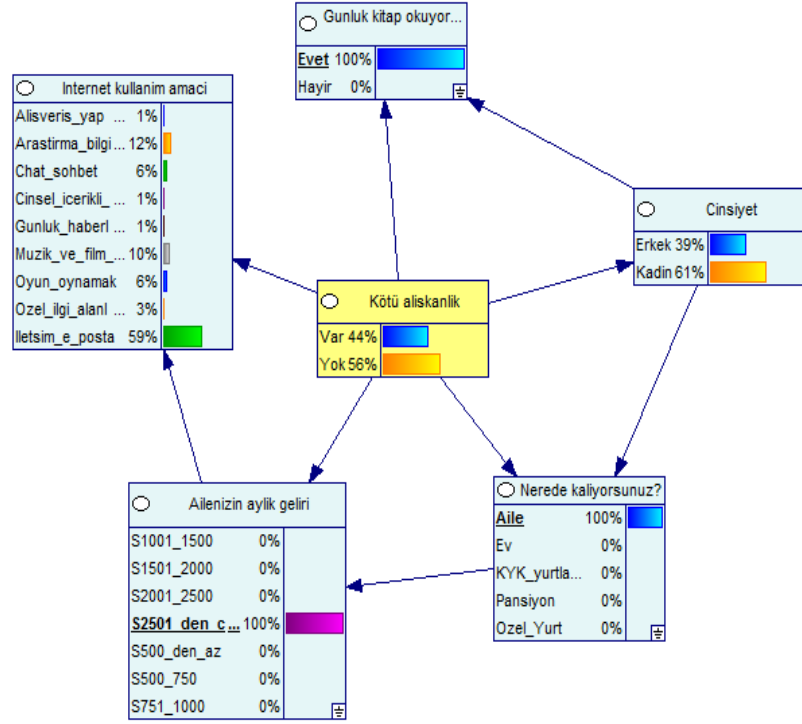 Gunluk kitap okuyor...
Evet 100%
Hayir 0%
Internet kullanim amaci
Alisveris_yap ... 1%
Arastirma_bilgi... 12%
Chat_sohbet 6%
Cinsel_icerikli_ ... 1%
Gunluk_haberl ... 1%
Muzik_ve_film_... 10%
Oyun_oynamak 6%
Ozel_ilgi_alanl ... 3%
Iletsim_e_posta 59%
Cinsiyet
Erkek 39%
Kadin 61%
Kötü aliskanlik
Var 44%
Yok 56%
Ailenizin aylik geliri
S1001_1500 0%
S1501_2000 0%
S2001_2500 0%
S2501_den_c... 100%
S500_den_az 0%
S500_750 0%
S751_1000 0%
Nerede kaliyorsunuz?
Aile 100%
Ev 0%
KYK_yurtla... 0%
Pansiyon 0%
Ozel_Yurt 0%